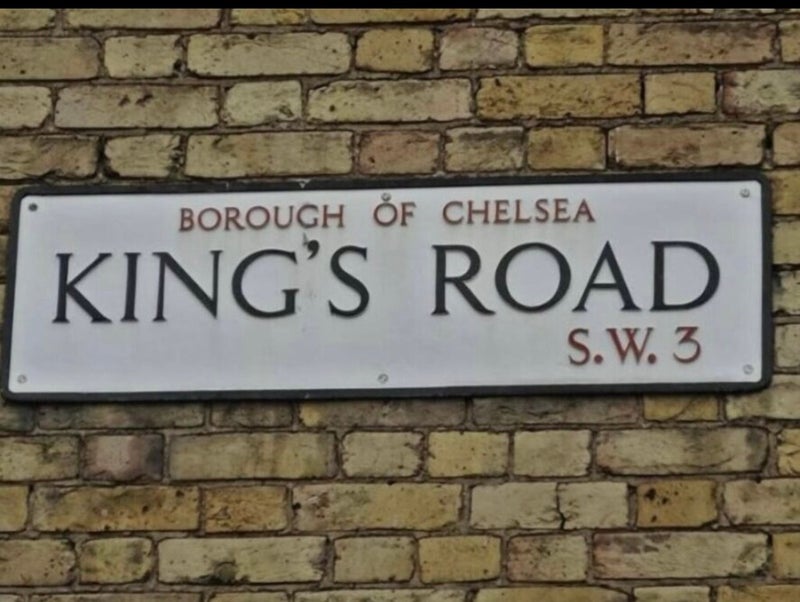 BOROUGH OF CHELSEA
KING'S ROAD
S.W. 3